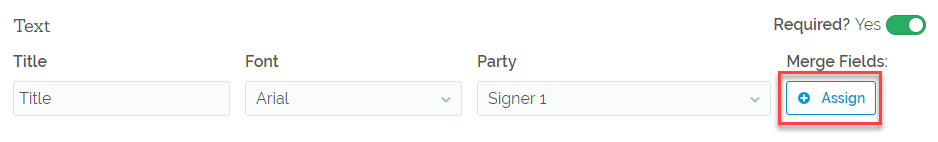 Text Required? Yes
Title Font Party Merge Fields:
Title Arial Signer 1 Assign